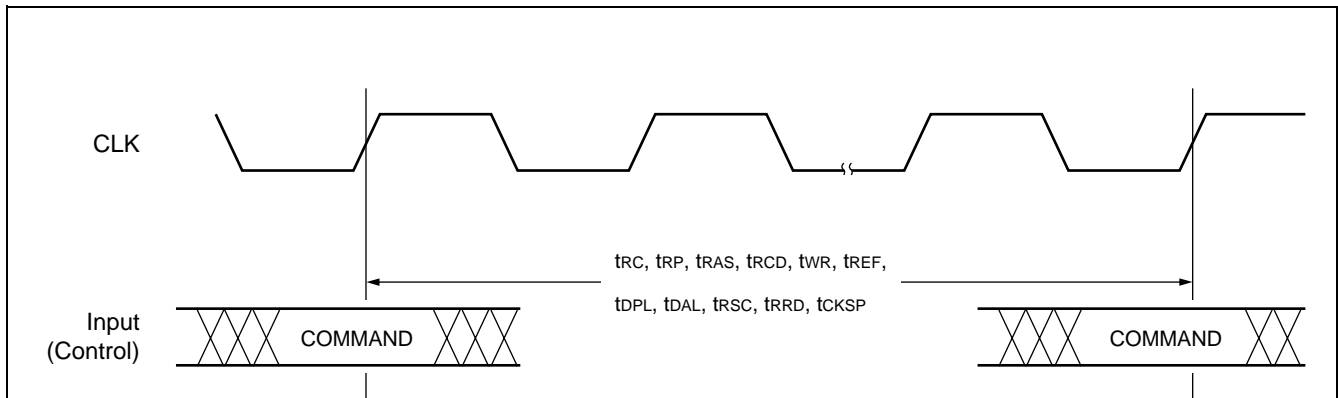 CLK
tRC, tRP, tRAS, tRCD, tWR, tREF,
tDPL, tDAL, tRSC, tRRD, tCKSP
Input
(Control)
COMMAND
COMMAND